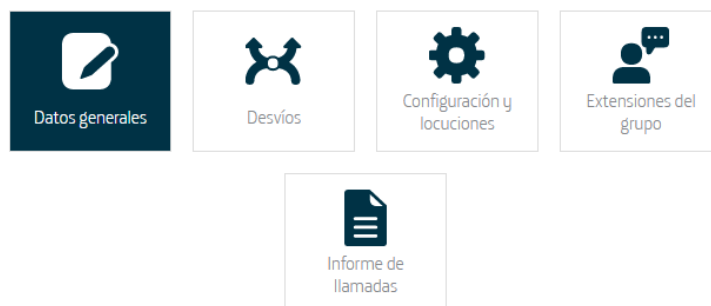 Datos generales
Desvíos
Configuración y
locuciones
Extensiones del
grupo
Informe de
llamadas